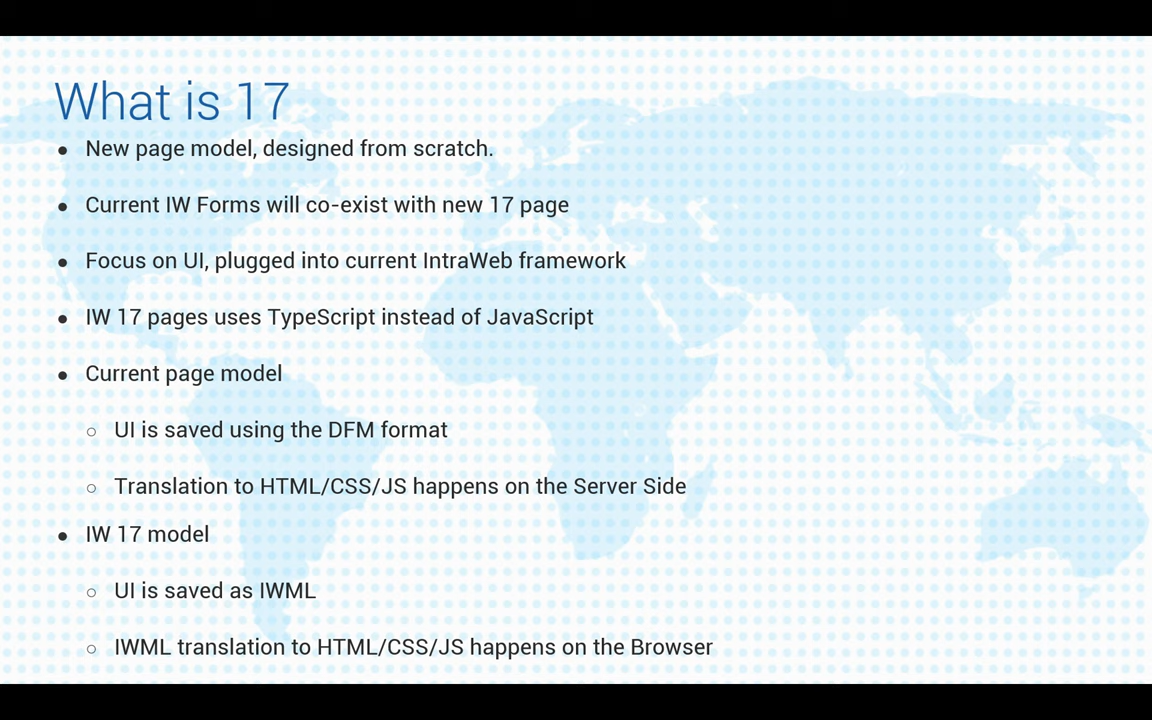 What is 17
● New page model, designed from scratch.
● Current IW Forms will co-exist with new 17 page
● Focus on UI, plugged into current IntraWeb framework
● IW 17 pages uses TypeScript instead of JavaScript
● Current page model
○ UI is saved using the DFM format
○ Translation to HTML/CSS/JS happens on the Server Side
● IW 17 model
○ UI is saved as IWML
○ IWML translation to HTML/CSS/JS happens on the Browser